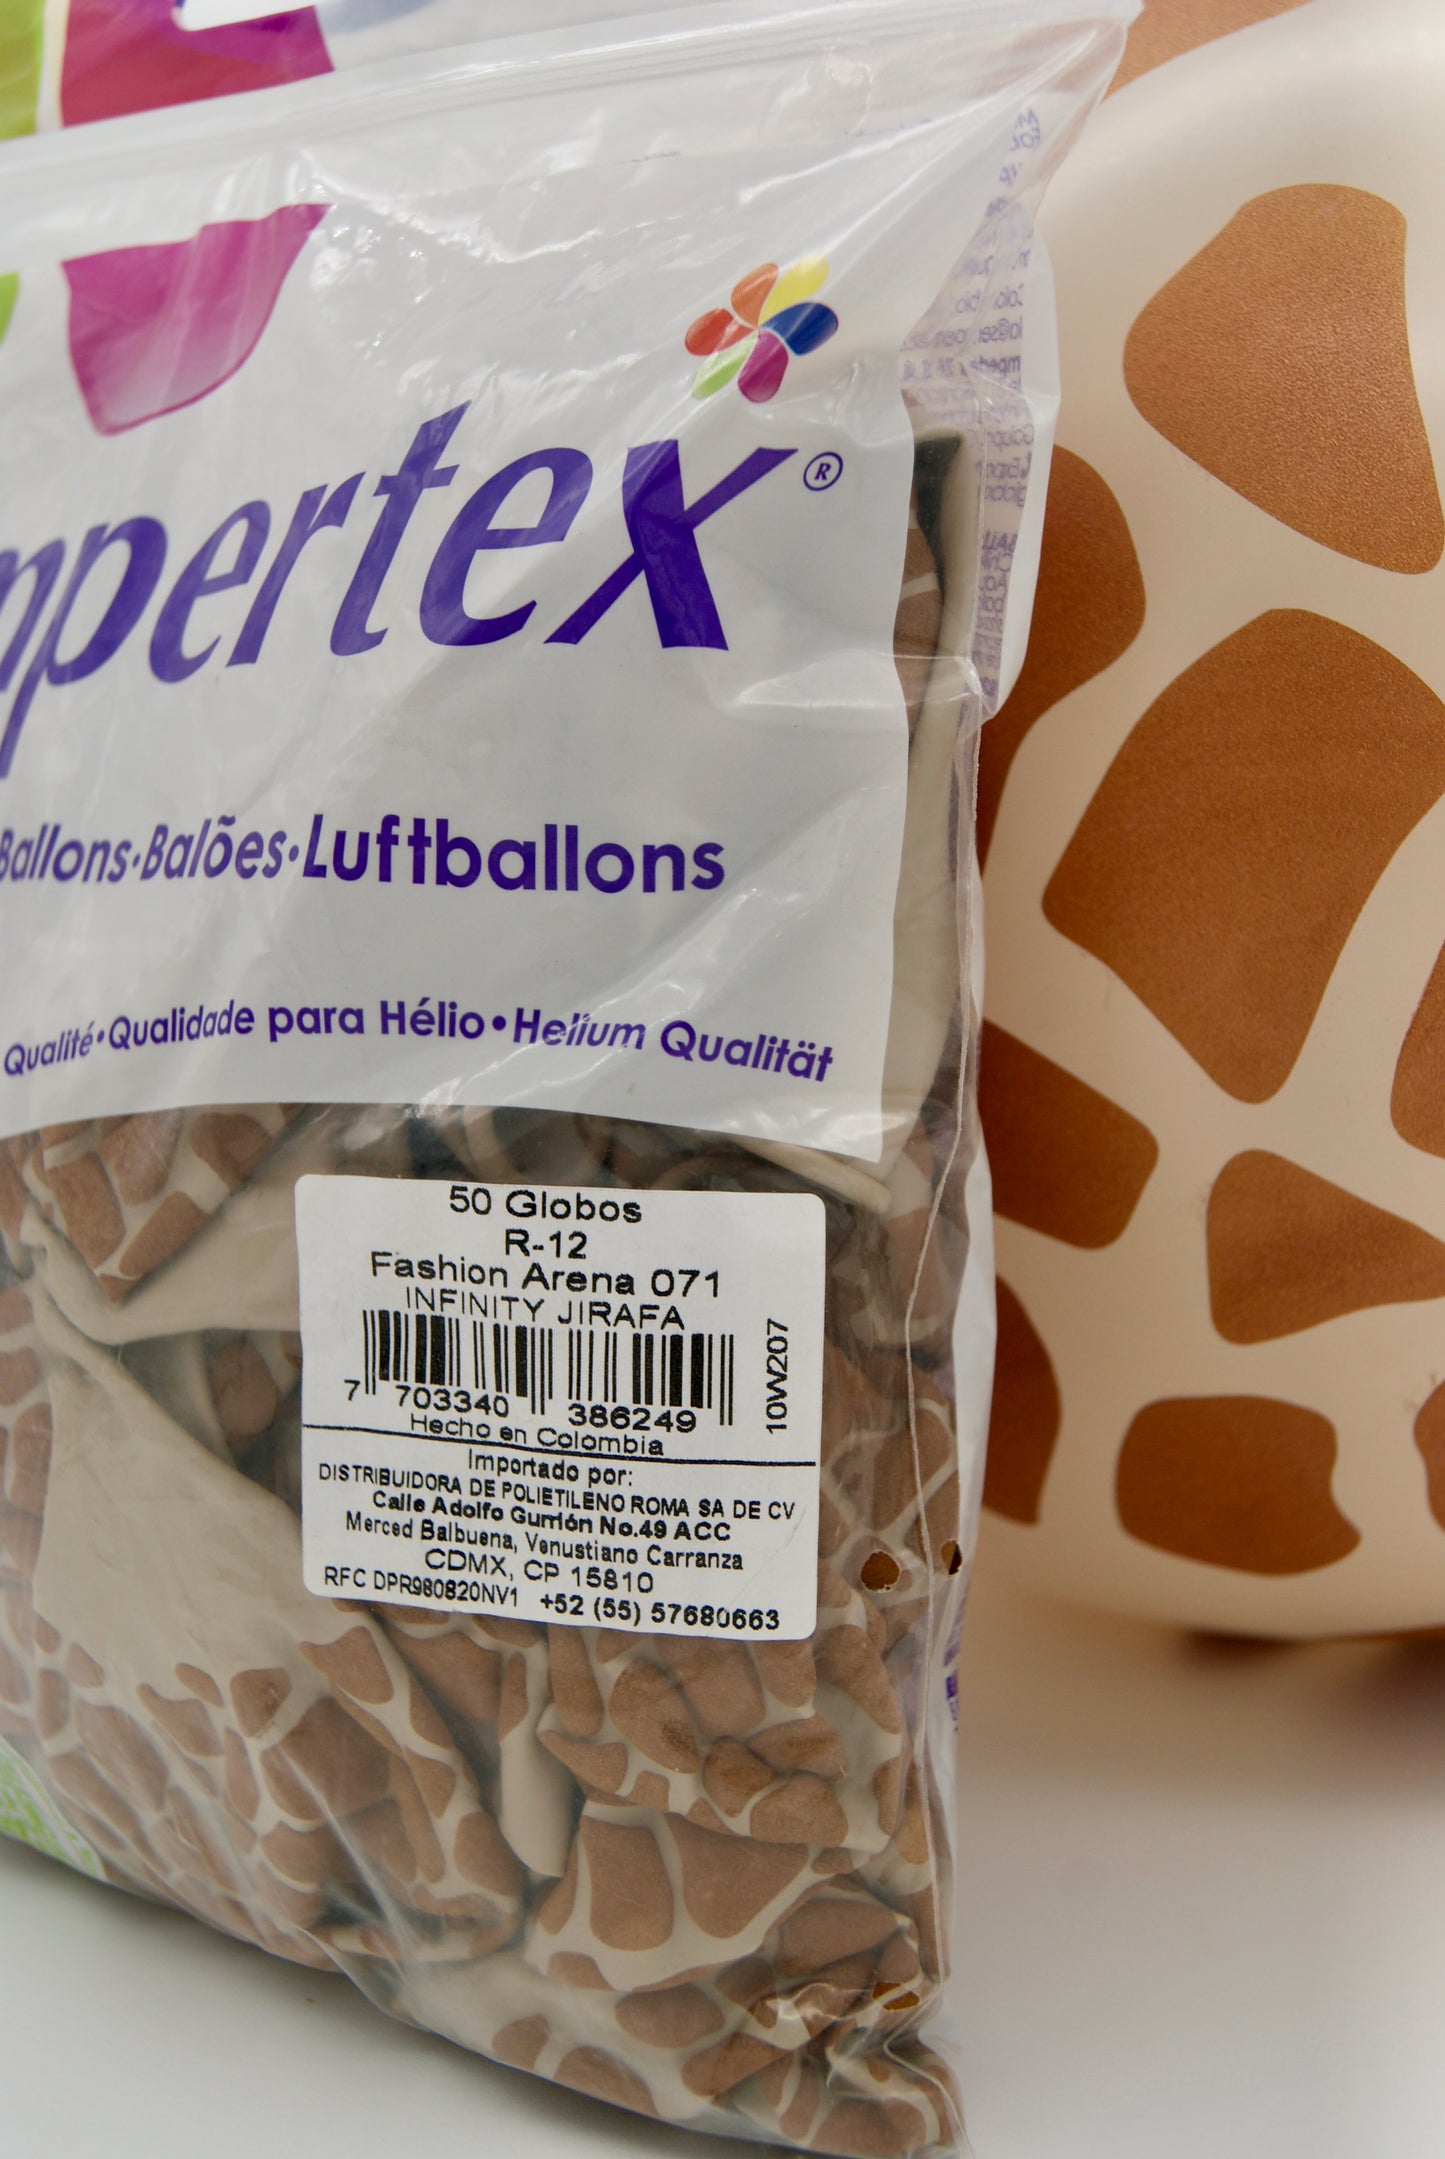 mpertex®
Ballons·Balões·Luftballons
Qualité•Qualidade para Hélio•Helium Qualität
50 Globos
R-12
Fashion Arena 071
INFINITY JIRAFA
7 703340 386249
10W207
Hecho en Colombia
Importado por:
DISTRIBUIDORA DE POLIETILENO ROMA SA DE CV
Calle Adolfo Gurrión No.49 ACC
Merced Balbuena, Venustiano Carranza
CDMX, CP 15810
RFC DPR980820NV1 +52 (55) 57680663